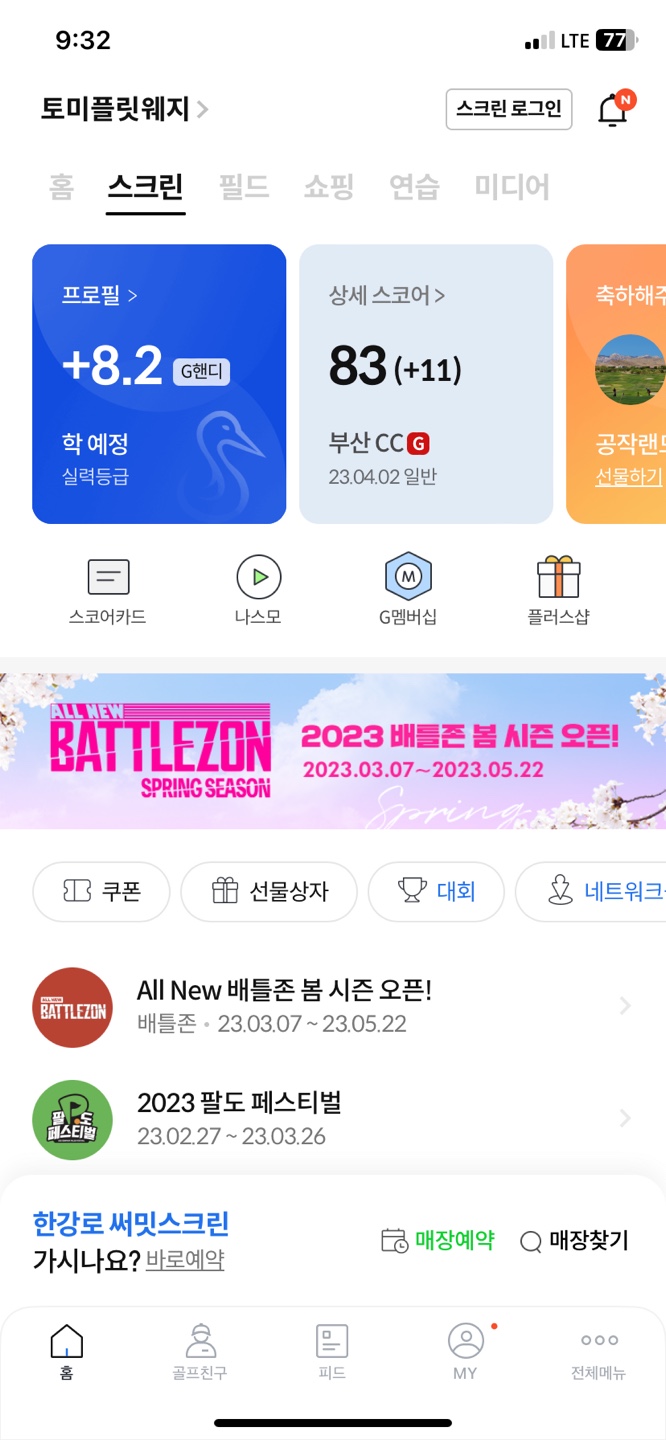 9:32
LTE 77
토미플릿웨지
스크린 로그인
N
홈 스크린 필드 쇼핑 연습 미디어
프로필
+8.2 G핸디
학 예정
실력등급
상세 스코어
83 (+11)
부산 CC G
23.04.02 일반
축하해주
선물하기
스코어카드
나스모
M
G멤버십
플러스샵
ALL NEW
BATTLEZON
SPRING SEASON
2023 배틀존 봄 시즌 오픈!
2023.03.07~2023.05.22
Spring
쿠폰
선물상자
대회
네트워크
ALL NEW
BATTLEZON
All New 배틀존 봄 시즌 오픈!
배틀존 • 23.03.07 ~ 23.05.22
팔도
페스티벌
2023 팔도 페스티벌
23.02.27 ~ 23.03.26
한강로 써밋스크린
가시나요? 바로예약
매장예약
매장찾기
홈
골프친구
피드
MY
전체메뉴